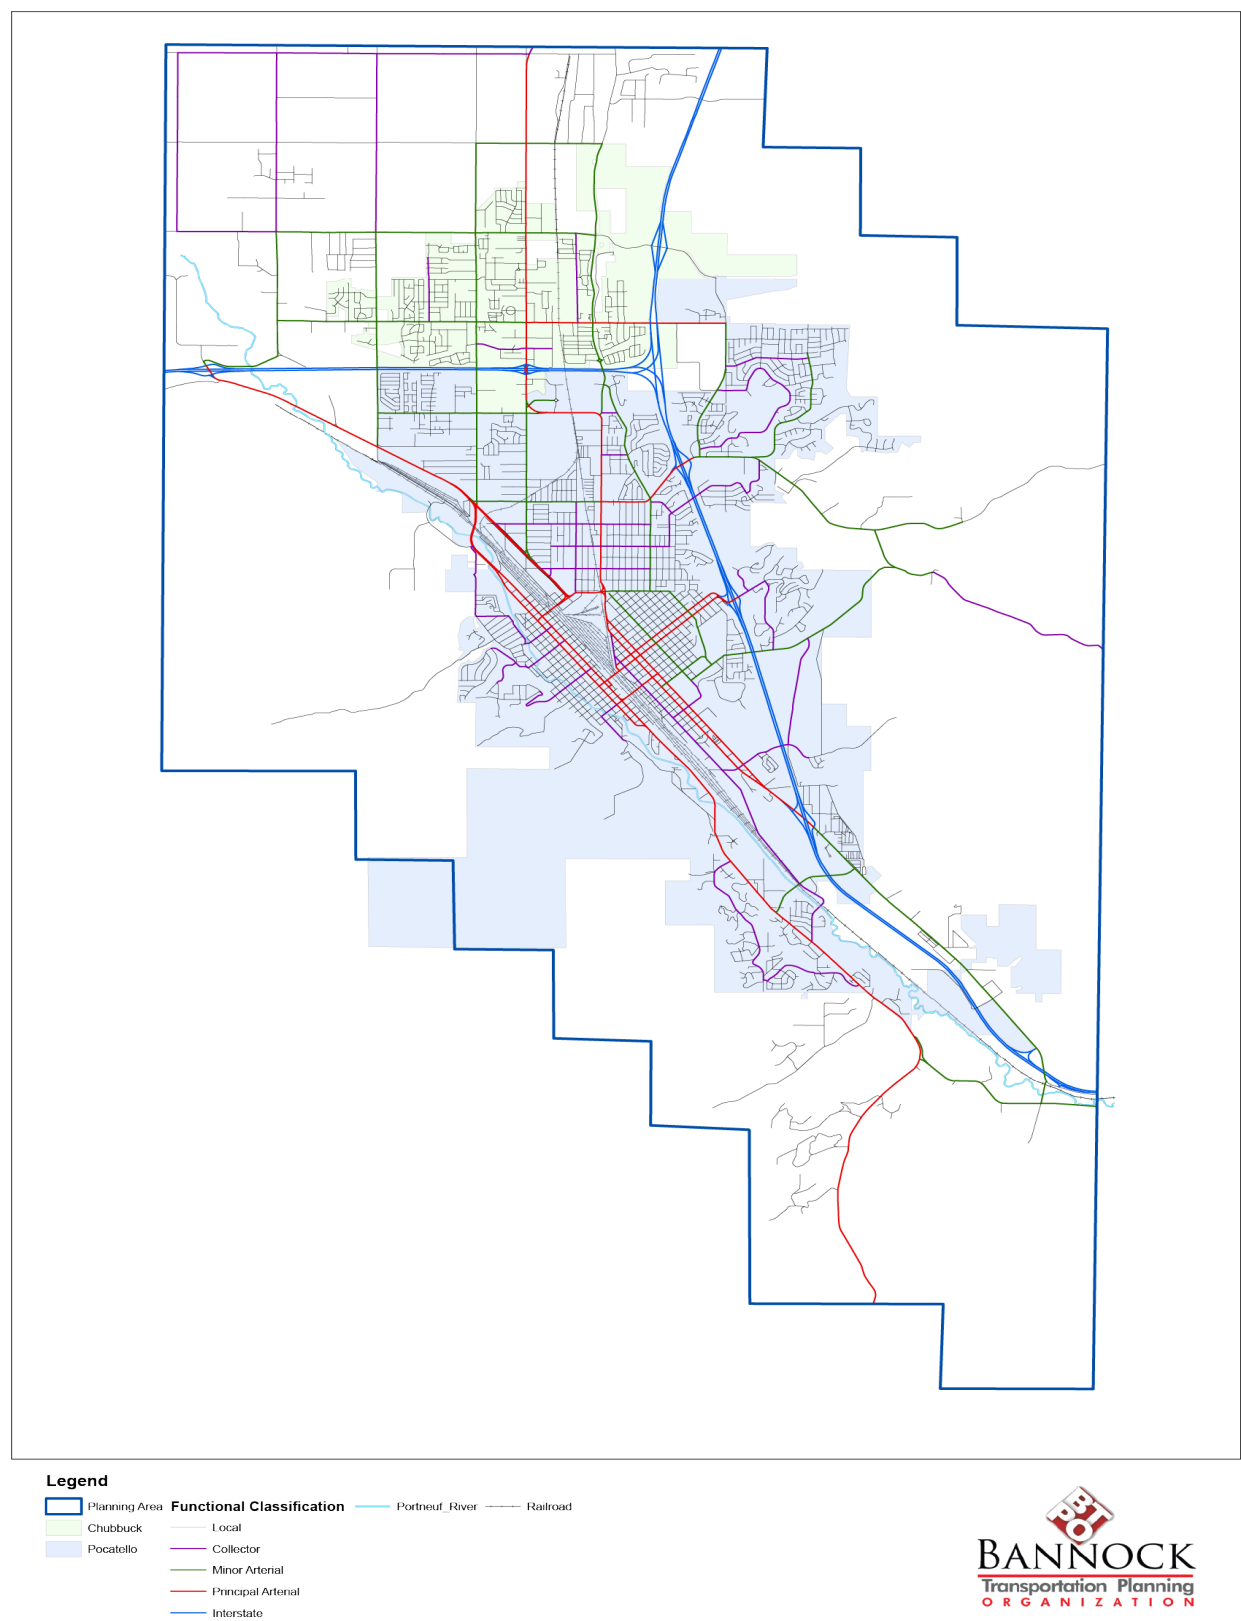 Legend
Planning Area Functional Classification Portneuf_River Railroad
Chubbuck Local
Pocatello Collector
Minor Arterial
Principal Arterial
Interstate
BTPO
BANNOCK
Transportation Planning
ORGANIZATION